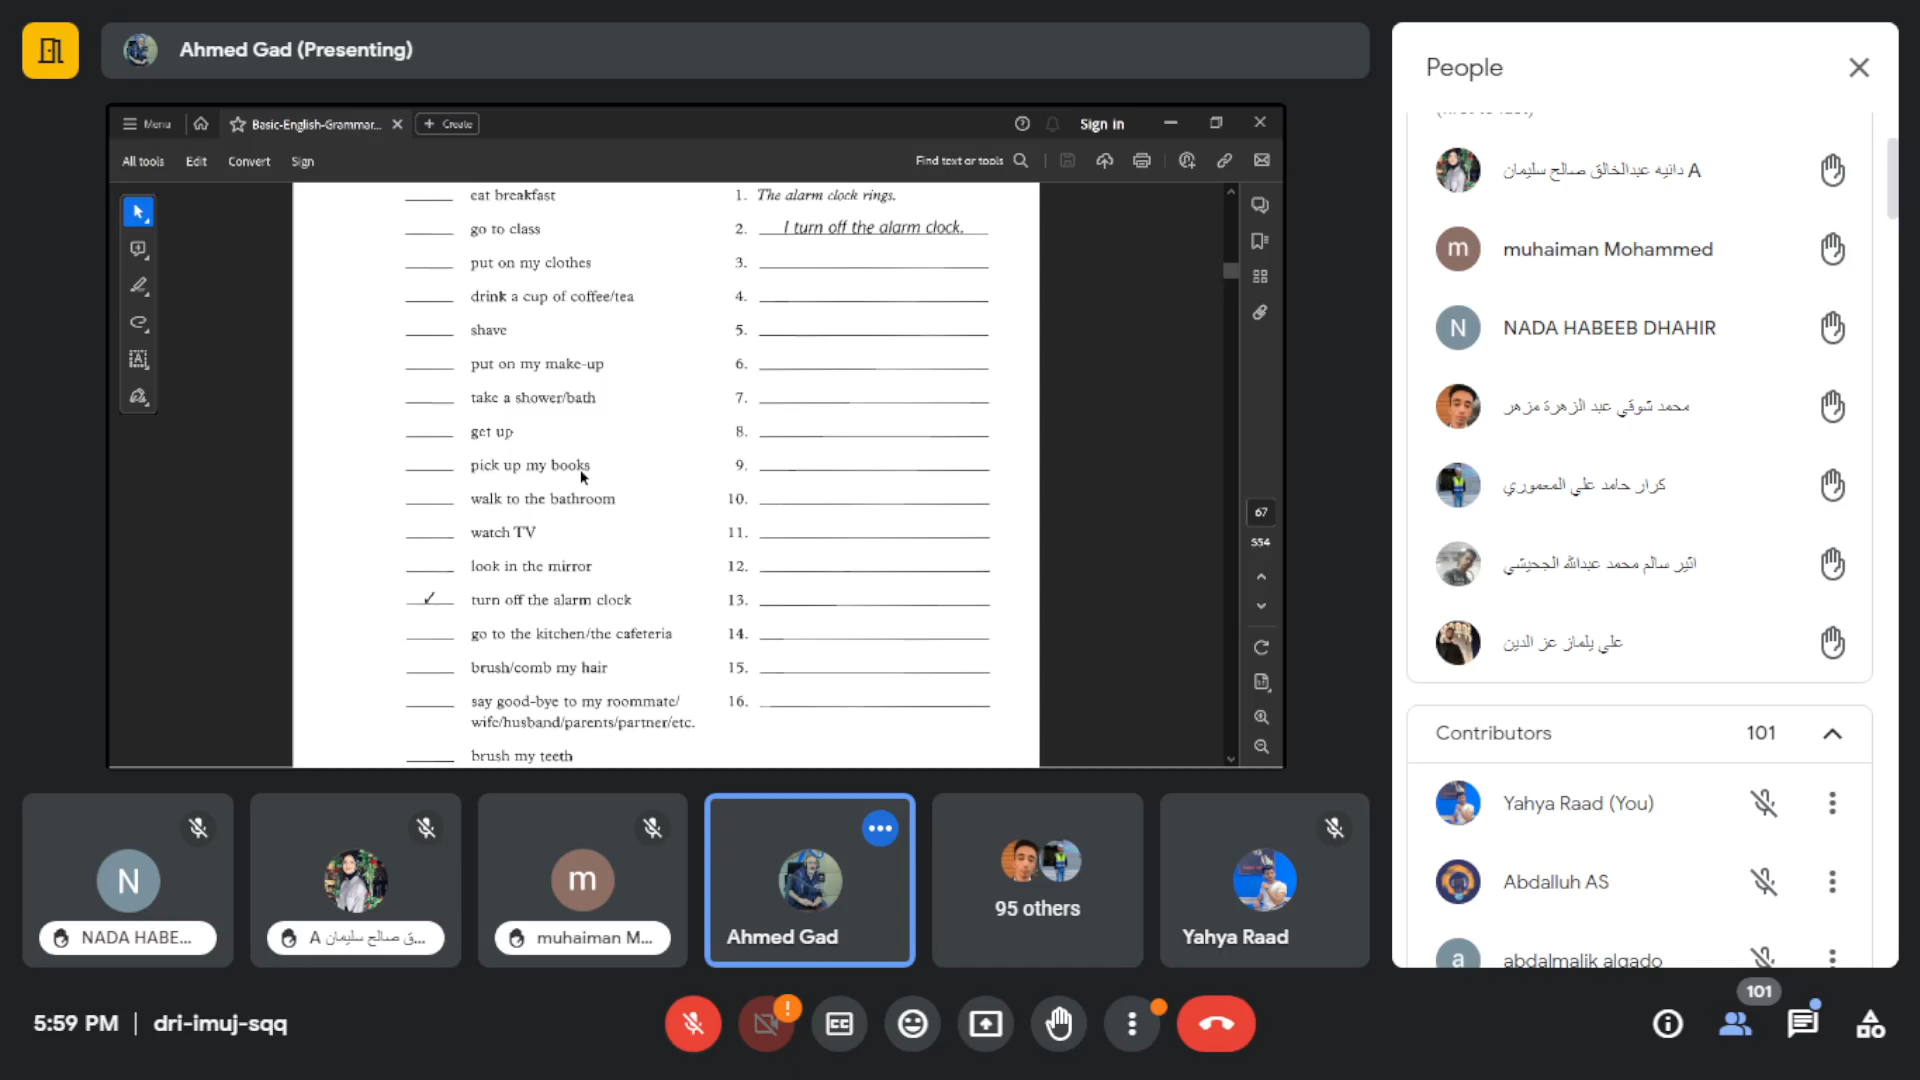 Ahmed Gad (Presenting)
Menu
Basic-English-Grammar...
+ Create
Sign in
All tools
Edit
Convert
Sign
Find text or tools
eat breakfast
go to class
put on my clothes
drink a cup of coffee/tea
shave
put on my make-up
take a shower/bath
get up
pick up my books
walk to the bathroom
watch TV
look in the mirror
✓ turn off the alarm clock
go to the kitchen/the cafeteria
brush/comb my hair
say good-bye to my roommate/
wife/husband/parents/partner/etc.
brush my teeth
1. The alarm clock rings.
2. I turn off the alarm clock.
3.
4.
5.
6.
7.
8.
9.
10.
11.
12.
13.
14.
15.
16.
67
554
People
A دانيه عبدالخالق صالح سليمان
m
muhaiman Mohammed
N
NADA HABEEB DHAHIR
محمد شوقي عبد الزهرة مزهر
كرار حامد علي المعموري
اثير سالم محمد عبدالله الجحيشي
علي يلماز عز الدين
Contributors 101
Yahya Raad (You)
Abdalluh AS
a
abdalmalik algado
N
NADA HABE...
A ق صالح سليمان...
m
muhaiman M...
Ahmed Gad
95 others
Yahya Raad
5:59 PM | dri-imuj-sqq
CC
101